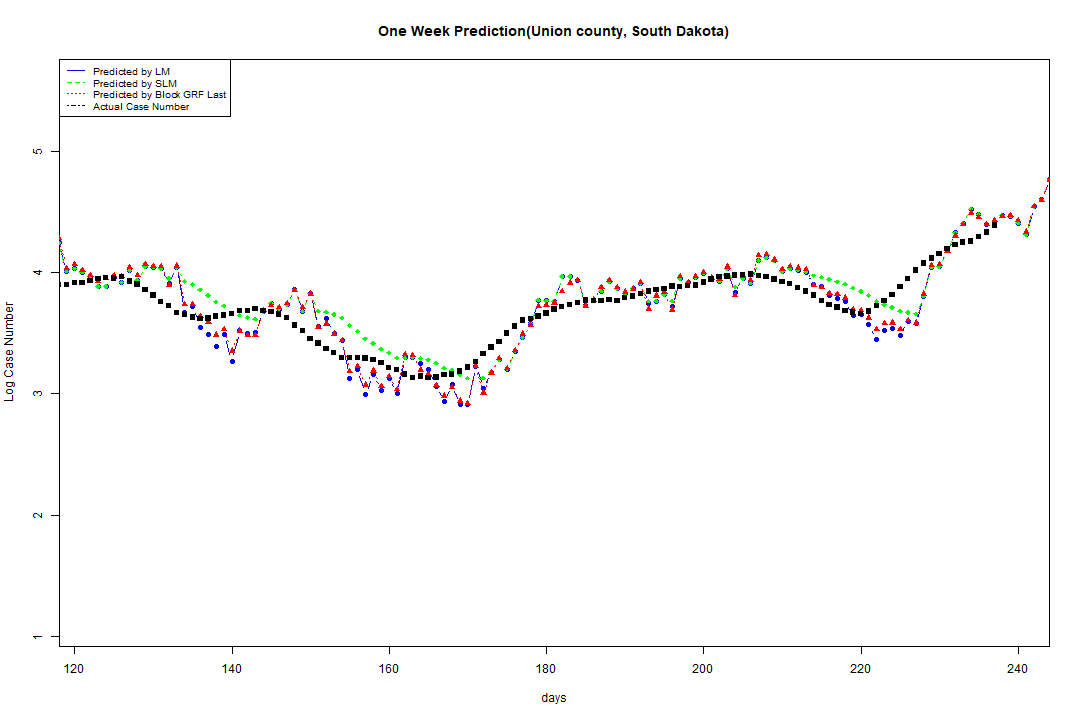 One Week Prediction(Union county, South Dakota)
Predicted by LM
Predicted by SLM
Predicted by Block GRF Last
Actual Case Number
5
4
3
2
1
Log Case Number
120 140 160 180 200 220 240
days